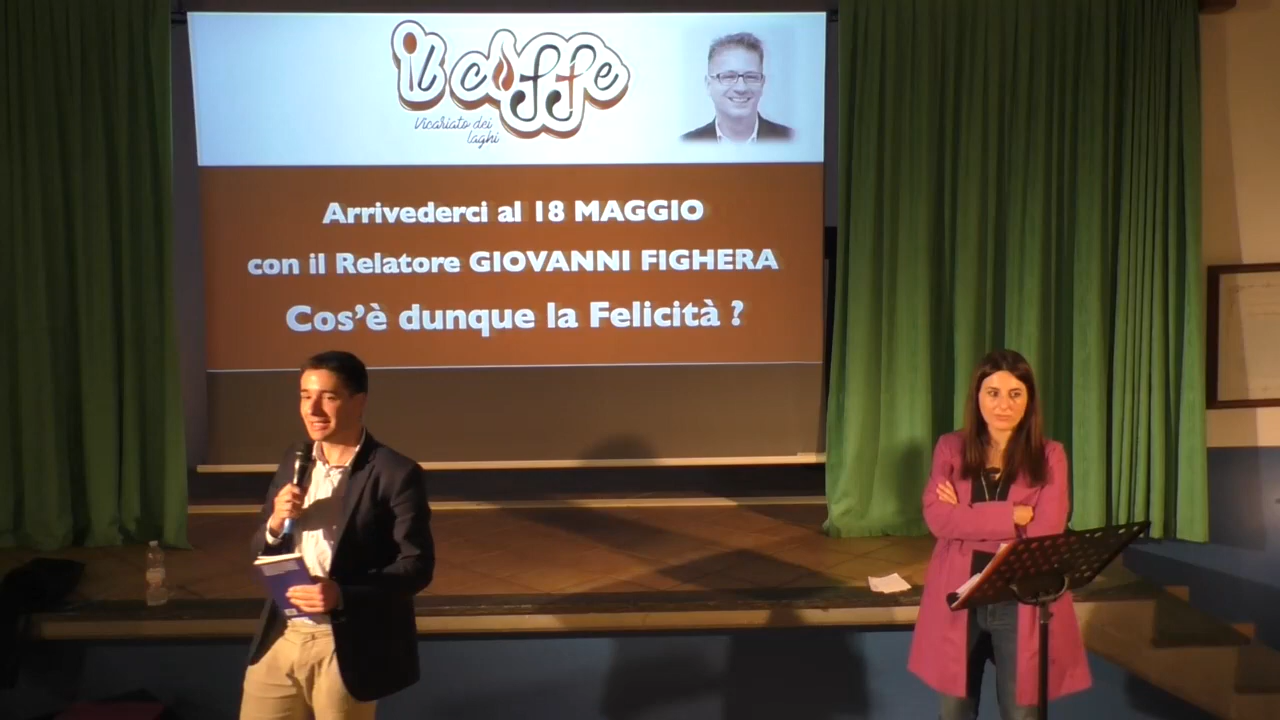 il caffe
Vicariato dei
laghi
Arrivederci al 18 MAGGIO
con il Relatore GIOVANNI FIGHERA
Cos'è dunque la Felicità ?